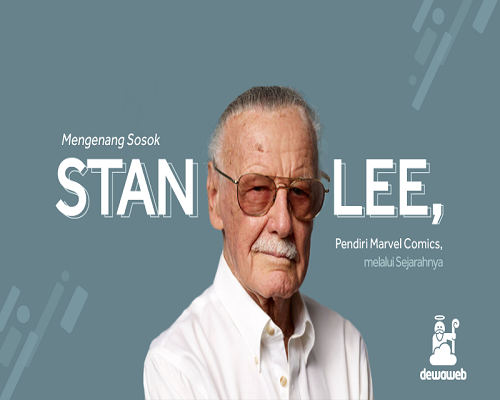 Mengenang Sosok
STAN LEE,
Pendiri Marvel Comics,
melalui Sejarahnya
dewaweb